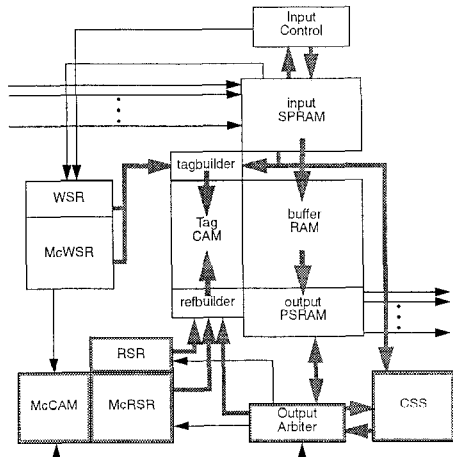 Input
Control
input
SPRAM
tagbuilder
WSR
McWSR
Tag
CAM
buffer
RAM
refbuilder
output
PSRAM
RSR
McCAM
McRSR
Output
Arbiter
CSS